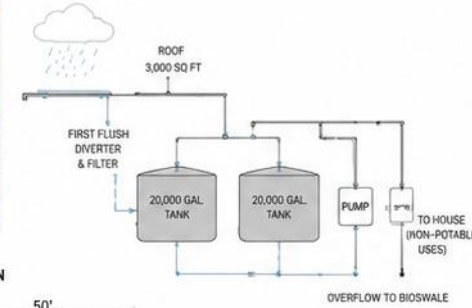 ROOF
3,000 SQ FT
FIRST FLUSH
DIVERTER
& FILTER
20,000 GAL.
TANK
20,000 GAL.
TANK
PUMP
TO HOUSE
(NON-POTABLE
USES)
N
50'
OVERFLOW TO BIOSWALE